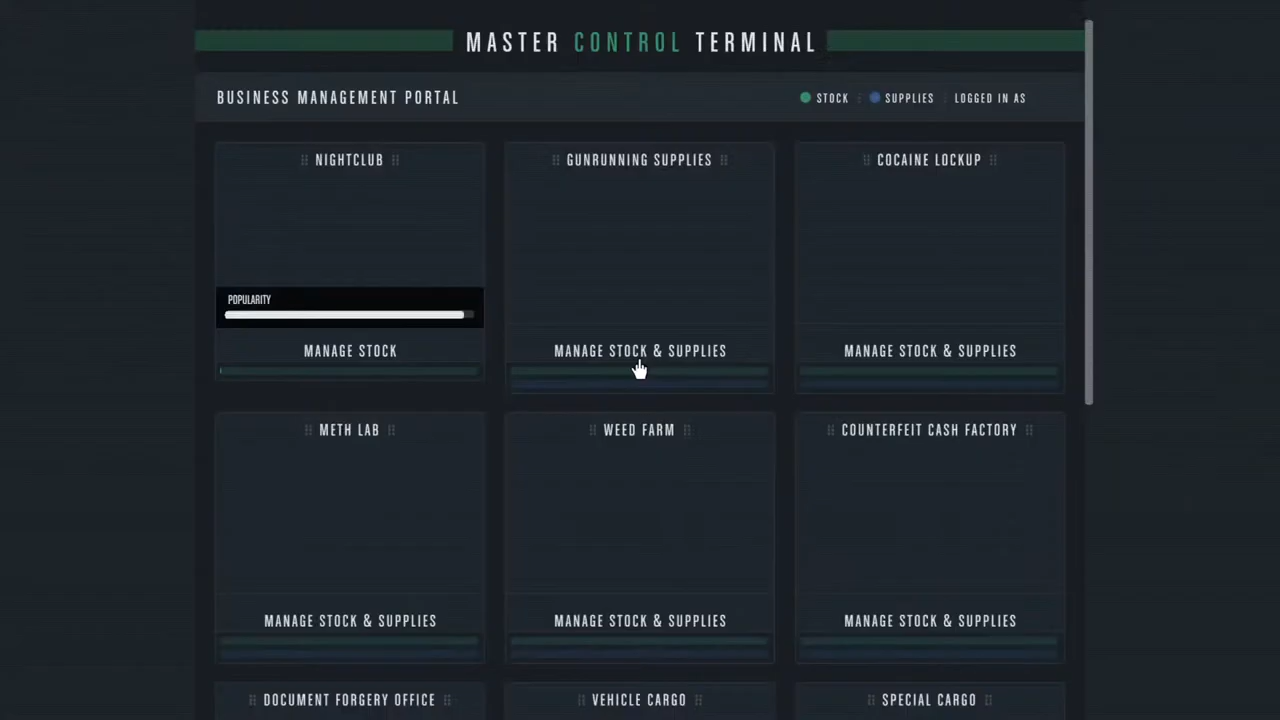 MASTER CONTROL TERMINAL
BUSINESS MANAGEMENT PORTAL
STOCK
SUPPLIES
LOGGED IN AS
NIGHTCLUB
GUNRUNNING SUPPLIES
COCAINE LOCKUP
POPULARITY
MANAGE STOCK
MANAGE STOCK & SUPPLIES
MANAGE STOCK & SUPPLIES
METH LAB
WEED FARM
COUNTERFEIT CASH FACTORY
MANAGE STOCK & SUPPLIES
MANAGE STOCK & SUPPLIES
MANAGE STOCK & SUPPLIES
DOCUMENT FORGERY OFFICE
VEHICLE CARGO
SPECIAL CARGO